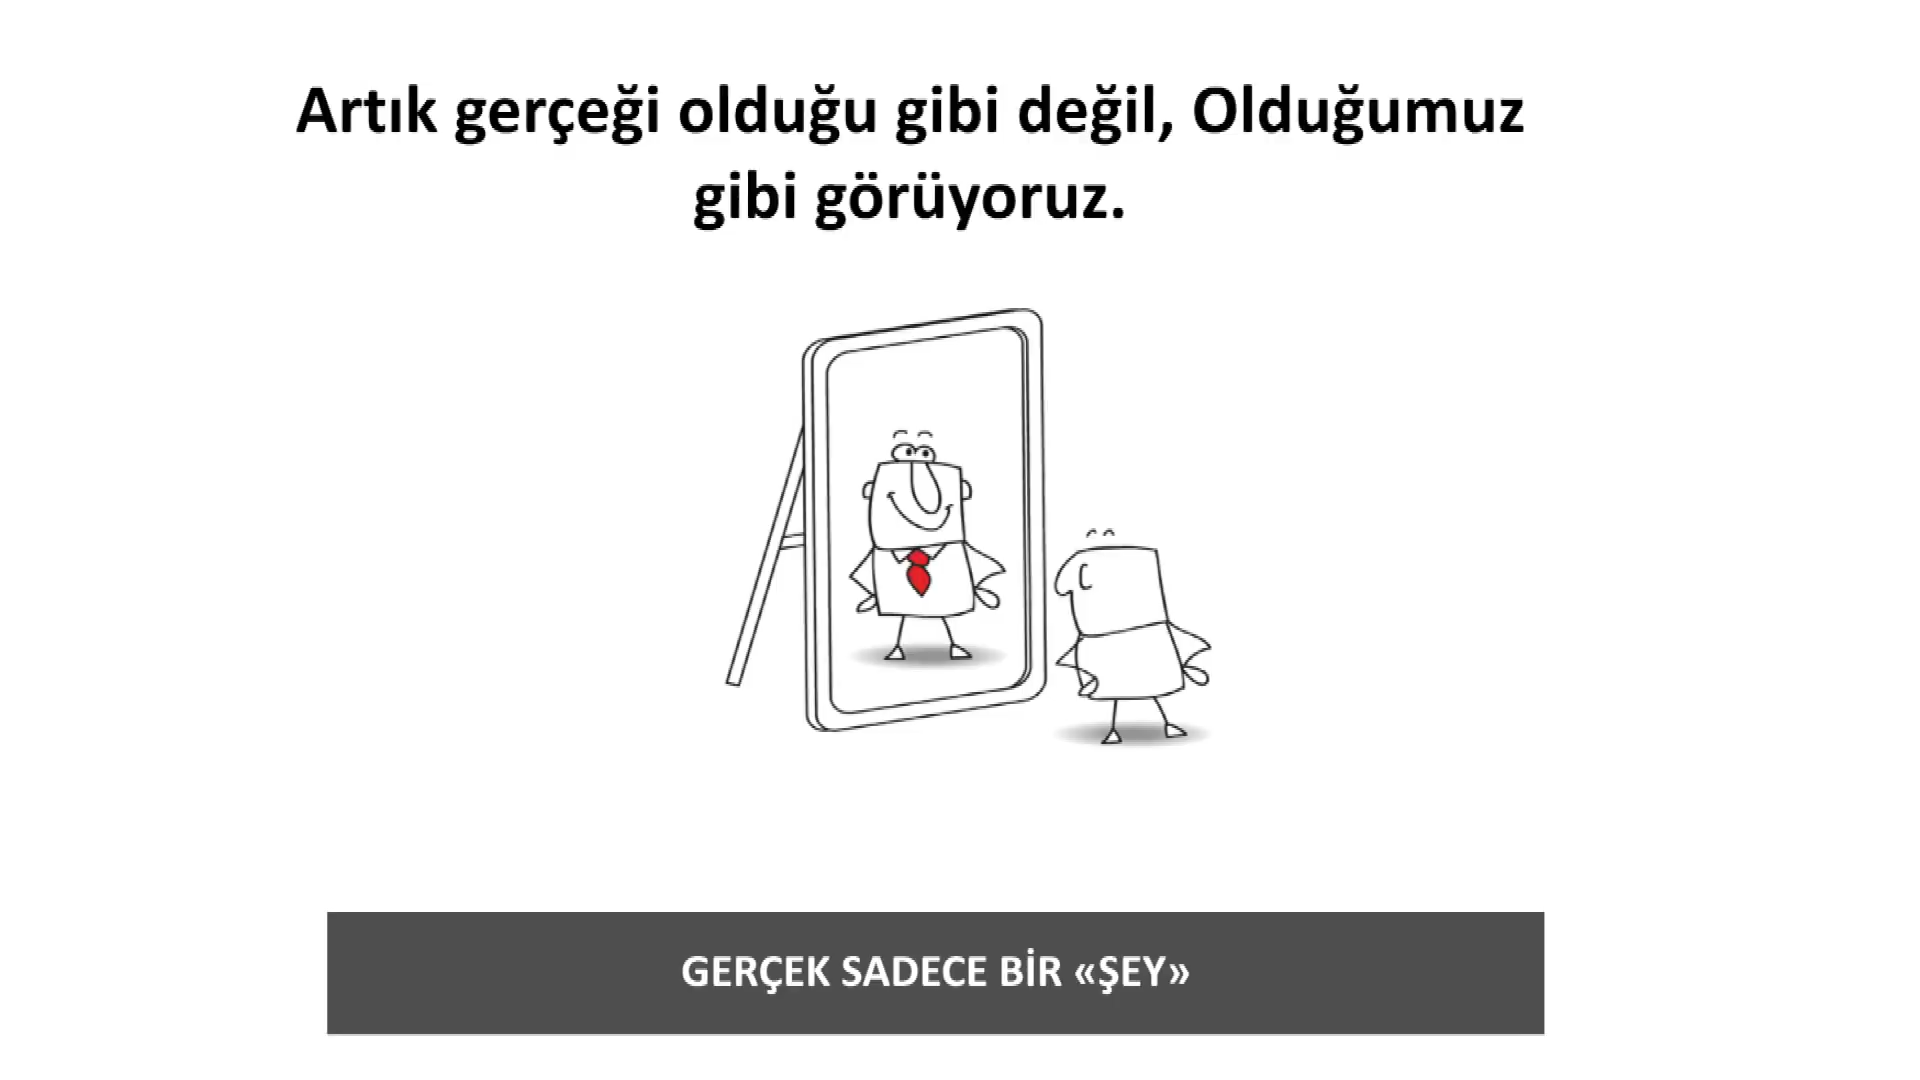 Artık gerçeği olduğu gibi değil, Olduğumuz
gibi görüyoruz.
GERÇEK SADECE BİR «ŞEY»